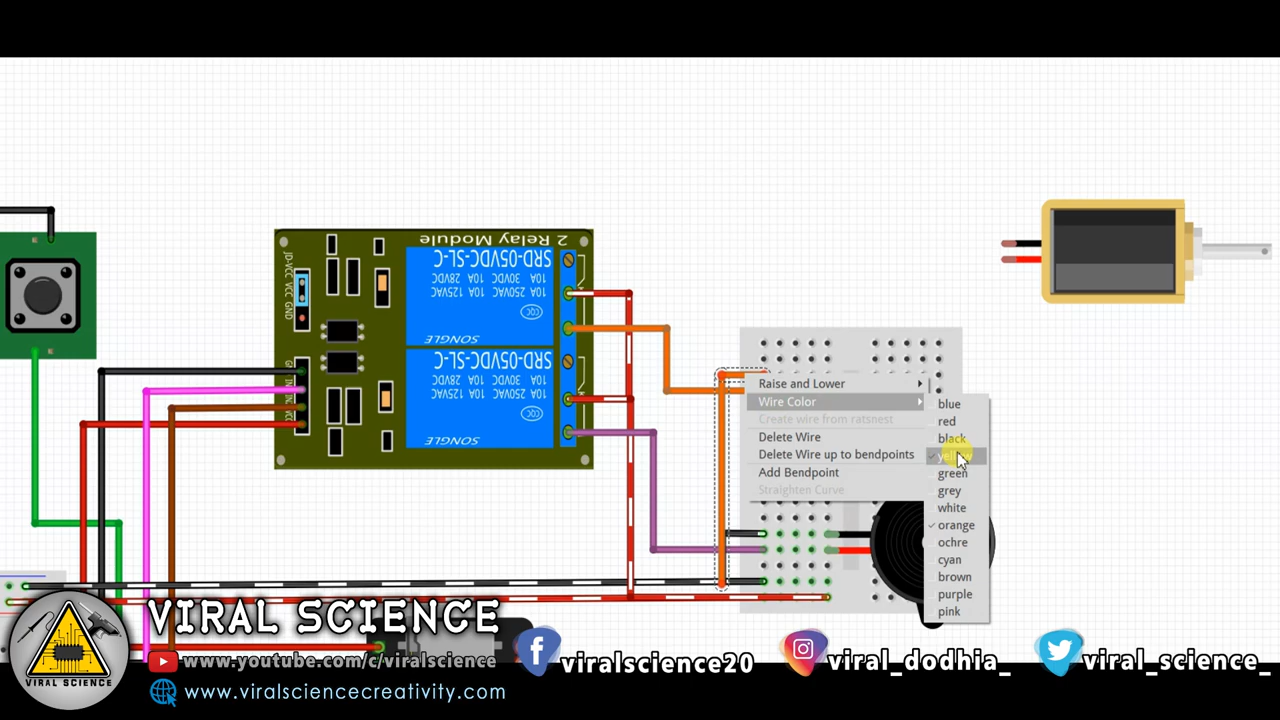 2 Relay Module
JD-VCC VCC GND
SRD-05VDC-SL-C
10A 30VDC 10A 28VDC
10A 250VAC 10A 125VAC
CQC
SONGLE
SRD-05VDC-SL-C
10A 30VDC 10A 28VDC
10A 250VAC 10A 125VAC
CQC
SONGLE
Raise and Lower
Wire Color
Create wire from ratsnest
Delete Wire
Delete Wire up to bendpoints
Add Bendpoint
Straighten Curve
blue
red
black
yellow
green
grey
white
orange
ochre
cyan
brown
purple
pink
VIRAL SCIENCE
VIRAL SCIENCE
www.youtube.com/c/viralscience
www.viralsciencecreativity.com
viralscience20
viral_dodhia_
viral_science_